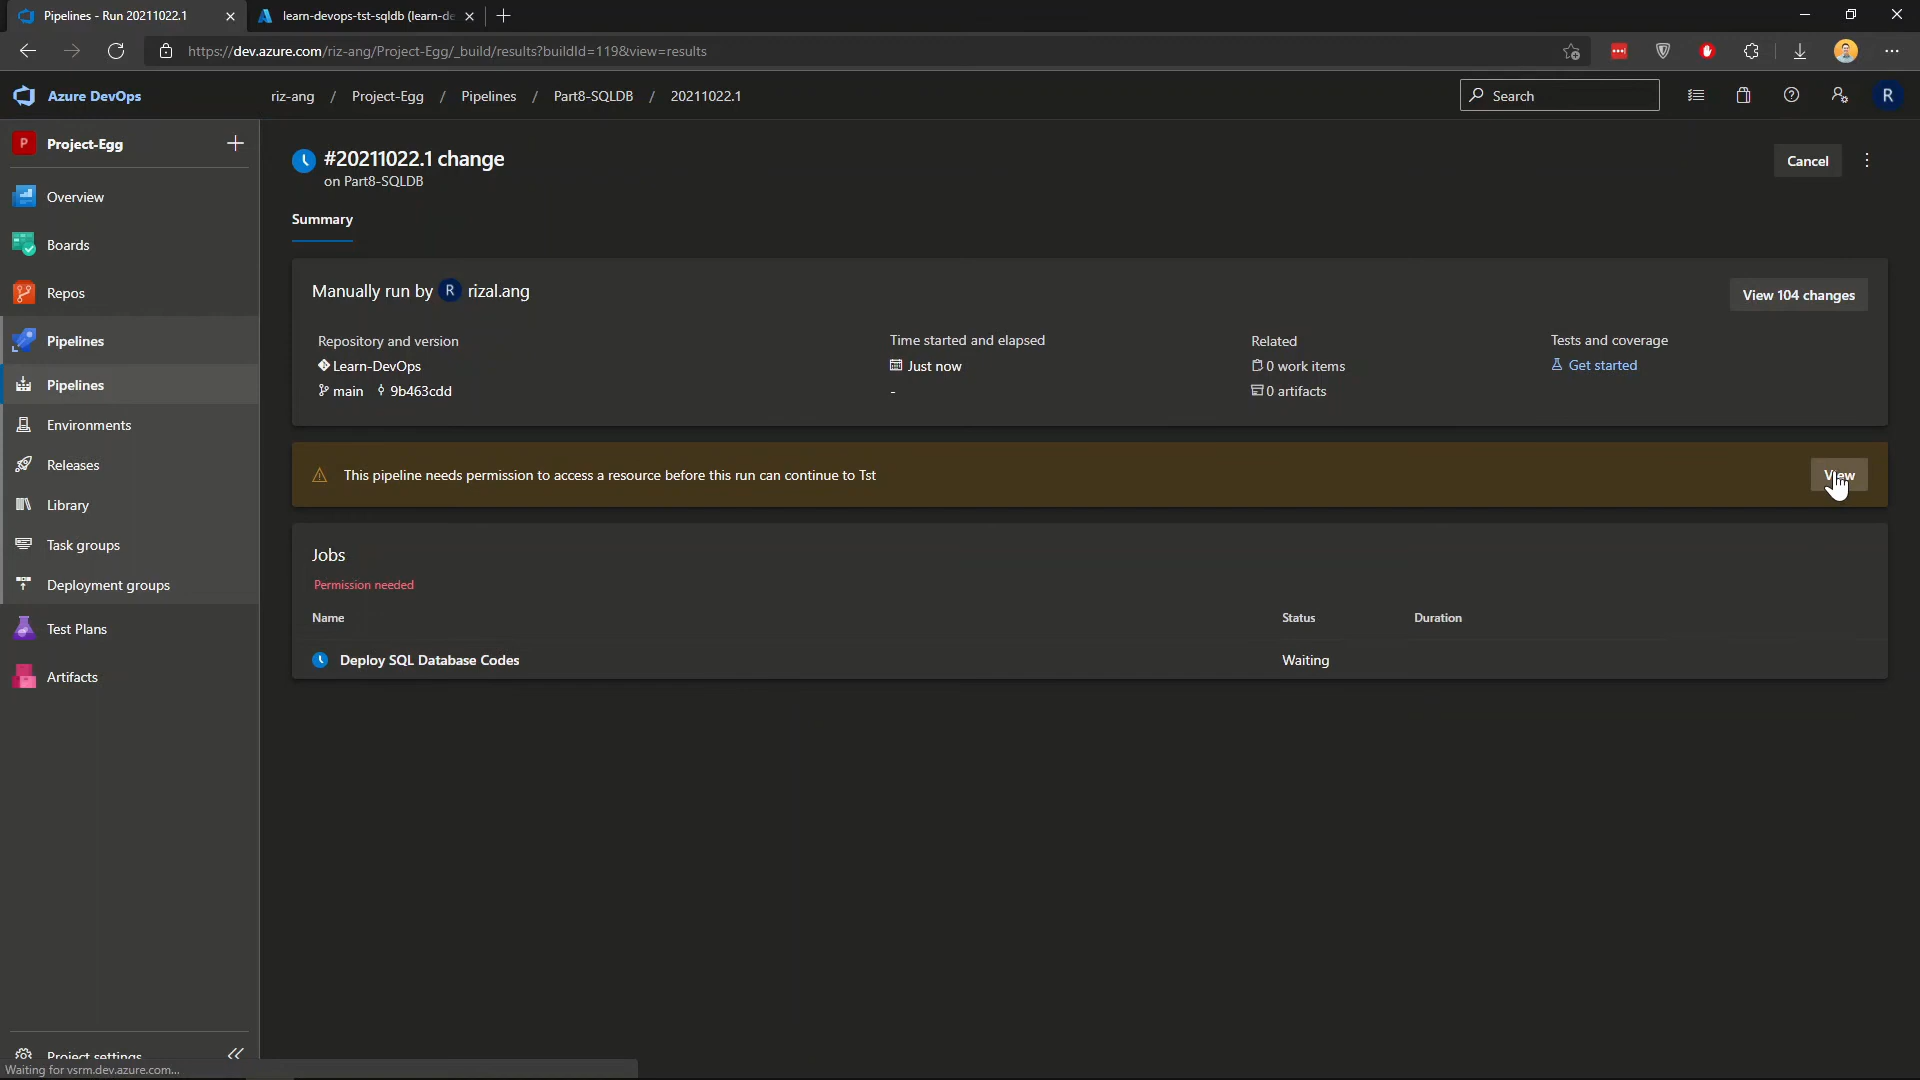 Pipelines - Run 20211022.1
learn-devops-tst-sqldb (learn-de
https://dev.azure.com/riz-ang/Project-Egg/_build/results?buildId=119&view=results
Azure DevOps
riz-ang / Project-Egg / Pipelines / Part8-SQLDB / 20211022.1
Search
R
P Project-Egg
Overview
Boards
Repos
Pipelines
Pipelines
Environments
Releases
Library
Task groups
Deployment groups
Test Plans
Artifacts
Project settings
Waiting for vsrm.dev.azure.com...
#20211022.1 change
on Part8-SQLDB
Cancel
Summary
Manually run by R rizal.ang
View 104 changes
Repository and version
Learn-DevOps
main 9b463cdd
Time started and elapsed
Just now
-
Related
0 work items
0 artifacts
Tests and coverage
Get started
This pipeline needs permission to access a resource before this run can continue to Tst
View
Jobs
Permission needed
Name Status Duration
Deploy SQL Database Codes Waiting